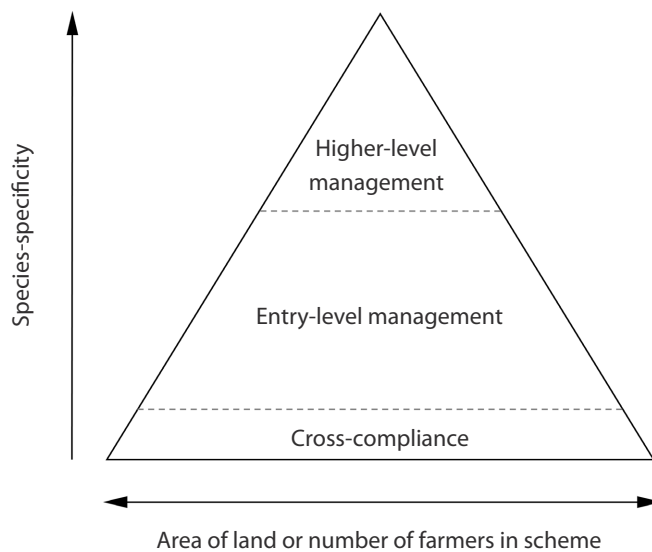 Species-specificity
Higher-level
management
Entry-level management
Cross-compliance
Area of land or number of farmers in scheme